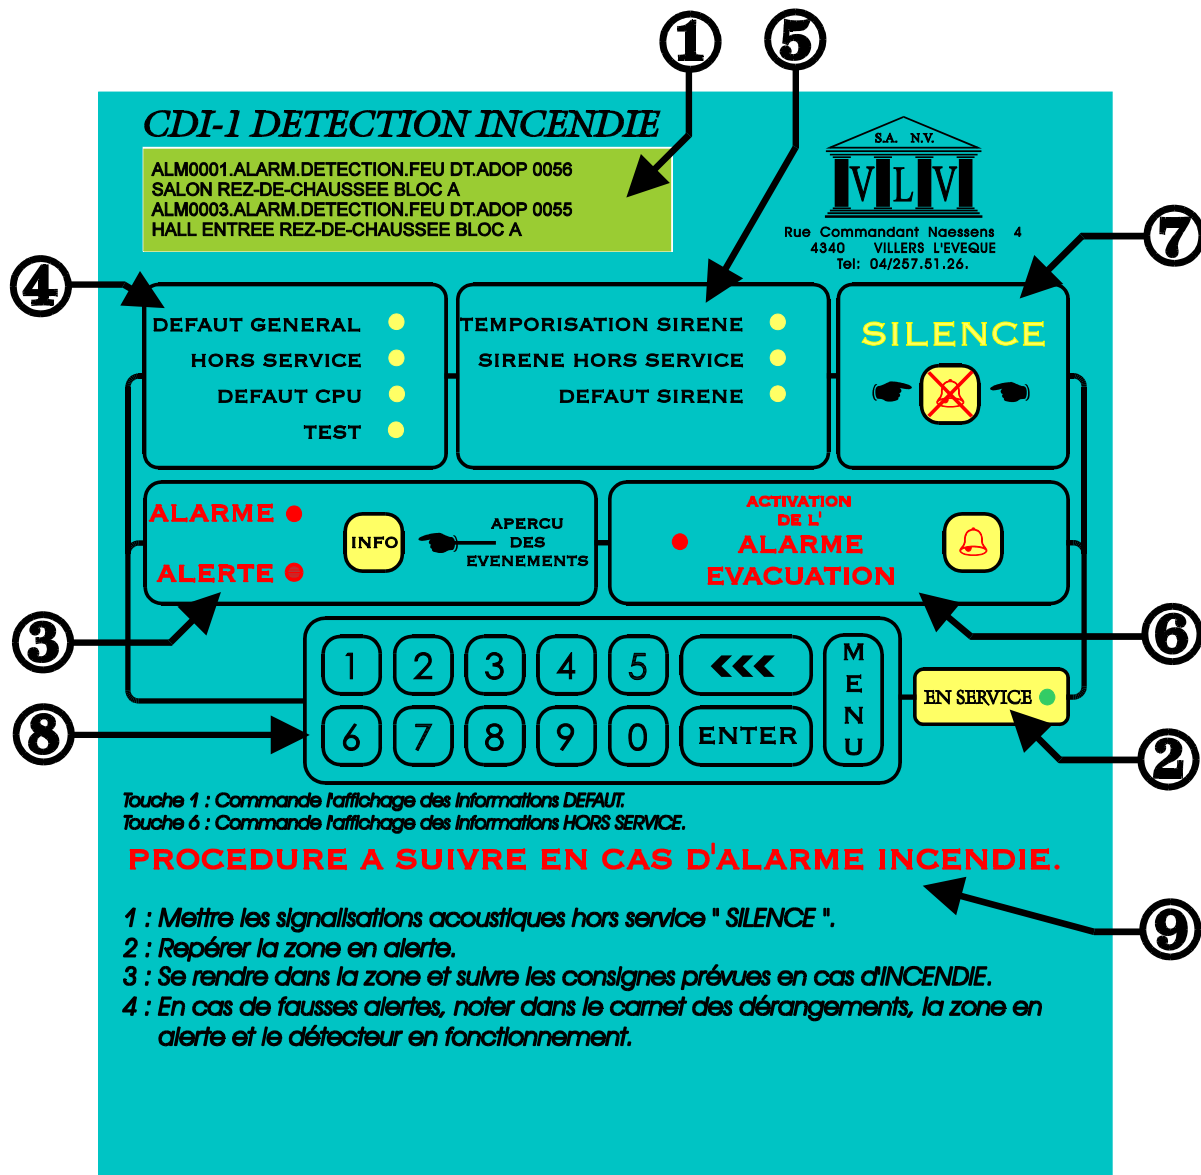 1
5
CDI-1 DETECTION INCENDIE
S.A. N.V.
VLV
ALM0001.ALARM.DETECTION.FEU DT.ADOP 0056
SALON REZ-DE-CHAUSSEE BLOC A
ALM0003.ALARM.DETECTION.FEU DT.ADOP 0055
HALL ENTREE REZ-DE-CHAUSSEE BLOC A
Rue Commandant Naessens 4
4340 VILLERS L'EVEQUE
Tel: 04/257.51.26.
7
4
DEFAUT GENERAL
HORS SERVICE
DEFAUT CPU
TEST
TEMPORISATION SIRENE
SIRENE HORS SERVICE
DEFAUT SIRENE
SILENCE
ALARME
ALERTE
INFO
APERCU
DES
EVENEMENTS
ACTIVATION
DE L'
ALARME
EVACUATION
3
6
1 2 3 4 5 <<<
6 7 8 9 0 ENTER
MENU
EN SERVICE
8
2
Touche 1 : Commande l'affichage des informations DEFAUT.
Touche 6 : Commande l'affichage des informations HORS SERVICE.
PROCEDURE A SUIVRE EN CAS D'ALARME INCENDIE.
9
1 : Mettre les signalisations acoustiques hors service " SILENCE ".
2 : Repérer la zone en alerte.
3 : Se rendre dans la zone et suivre les consignes prévues en cas d'INCENDIE.
4 : En cas de fausses alertes, noter dans le carnet des dérangements, la zone en
alerte et le détecteur en fonctionnement.